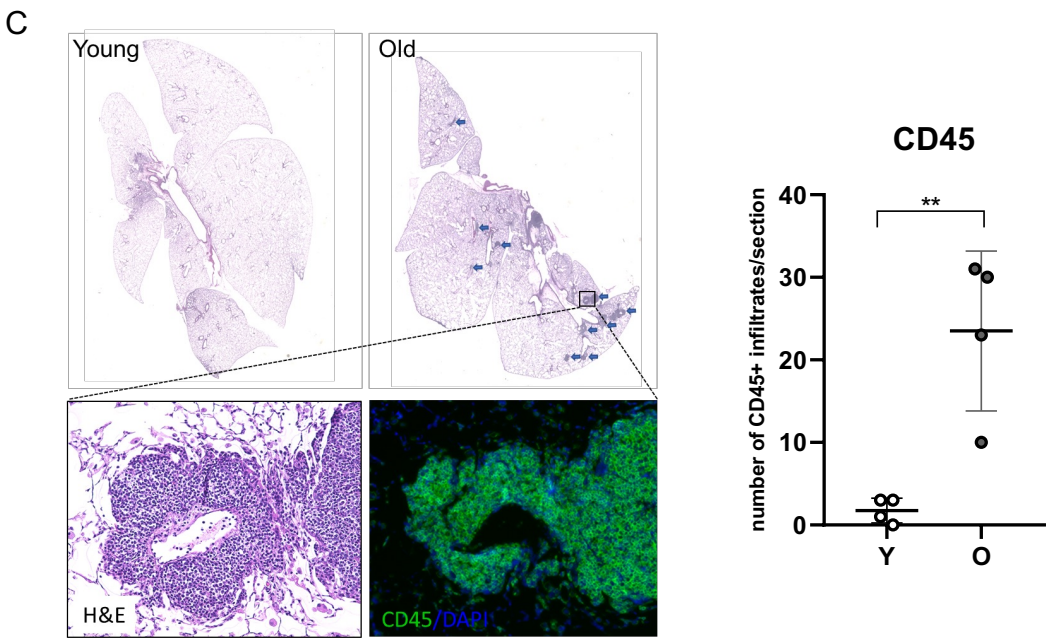 C
Young
Old
H&E
CD45/DAPI
CD45
number of CD45+ infiltrates/section
40
**
30
20
10
0
Y
O